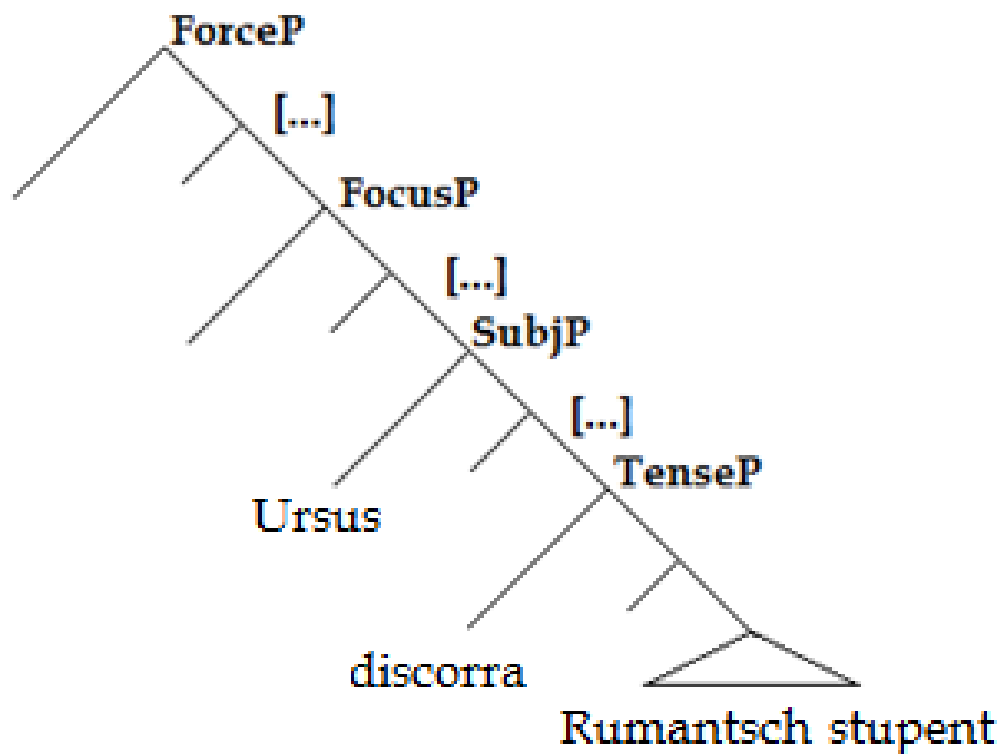 ForceP
[...]
FocusP
[...]
SubjP
[...]
TenseP
Ursus
discorra
Rumantsch stupent